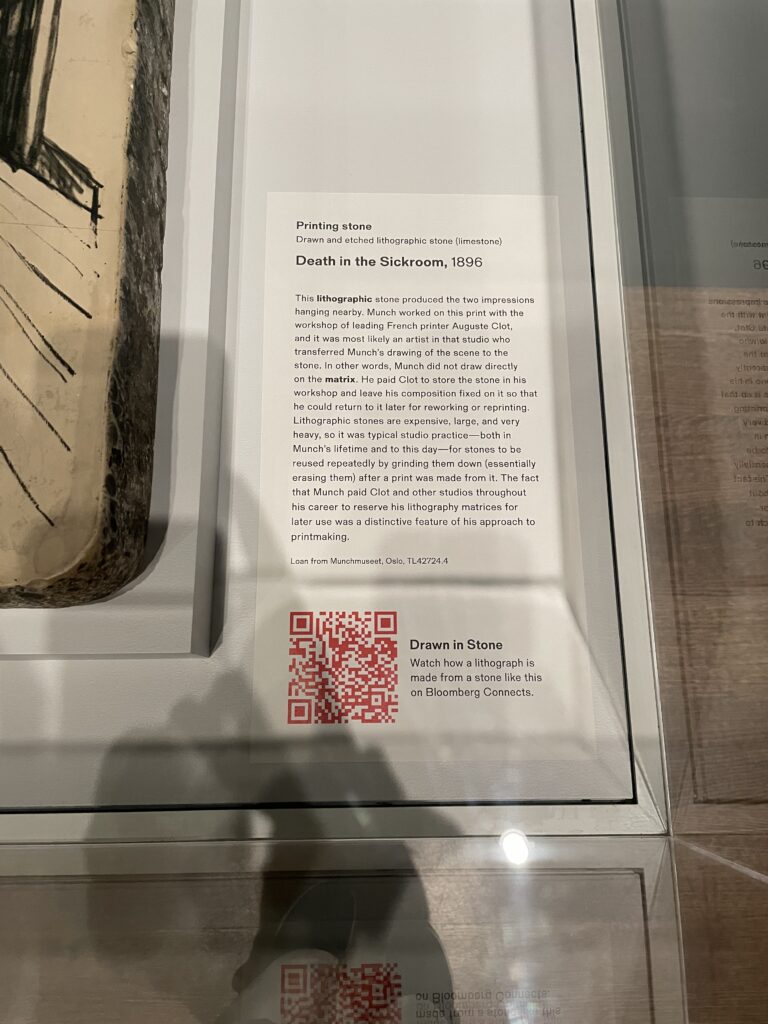 Printing stone
Drawn and etched lithographic stone (limestone)
Death in the Sickroom, 1896
This lithographic stone produced the two impressions
hanging nearby. Munch worked on this print with the
workshop of leading French printer Auguste Clot,
and it was most likely an artist in that studio who
transferred Munch's drawing of the scene to the
stone. In other words, Munch did not draw directly
on the matrix. He paid Clot to store the stone in his
workshop and leave his composition fixed on it so that
he could return to it later for reworking or reprinting.
Lithographic stones are expensive, large, and very
heavy, so it was typical studio practice—both in
Munch's lifetime and to this day—for stones to be
reused repeatedly by grinding them down (essentially
erasing them) after a print was made from it. The fact
that Munch paid Clot and other studios throughout
his career to reserve his lithography matrices for
later use was a distinctive feature of his approach to
printmaking.
Loan from Munchmuseet, Oslo, TL42724.4
Drawn in Stone
Watch how a lithograph is
made from a stone like this
on Bloomberg Connects.